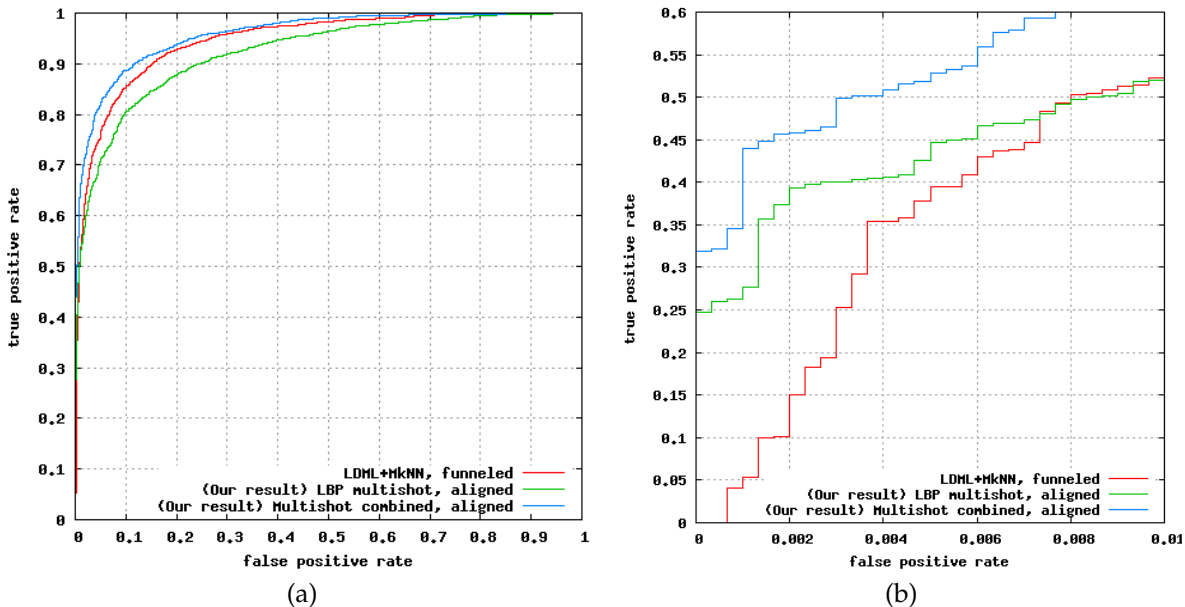 1
0.9
0.8
0.7
0.6
0.5
0.4
0.3
0.2
0.1
0
true positive rate
LDML+MkNN, funneled
(Our result) LBP multishot, aligned
(Our result) Multishot combined, aligned
0 0.1 0.2 0.3 0.4 0.5 0.6 0.7 0.8 0.9 1
false positive rate
(a)
0.6
0.55
0.5
0.45
0.4
0.35
0.3
0.25
0.2
0.15
0.1
0.05
0
true positive rate
LDML+MkNN, funneled
(Our result) LBP multishot, aligned
(Our result) Multishot combined, aligned
0 0.002 0.004 0.006 0.008 0.01
false positive rate
(b)